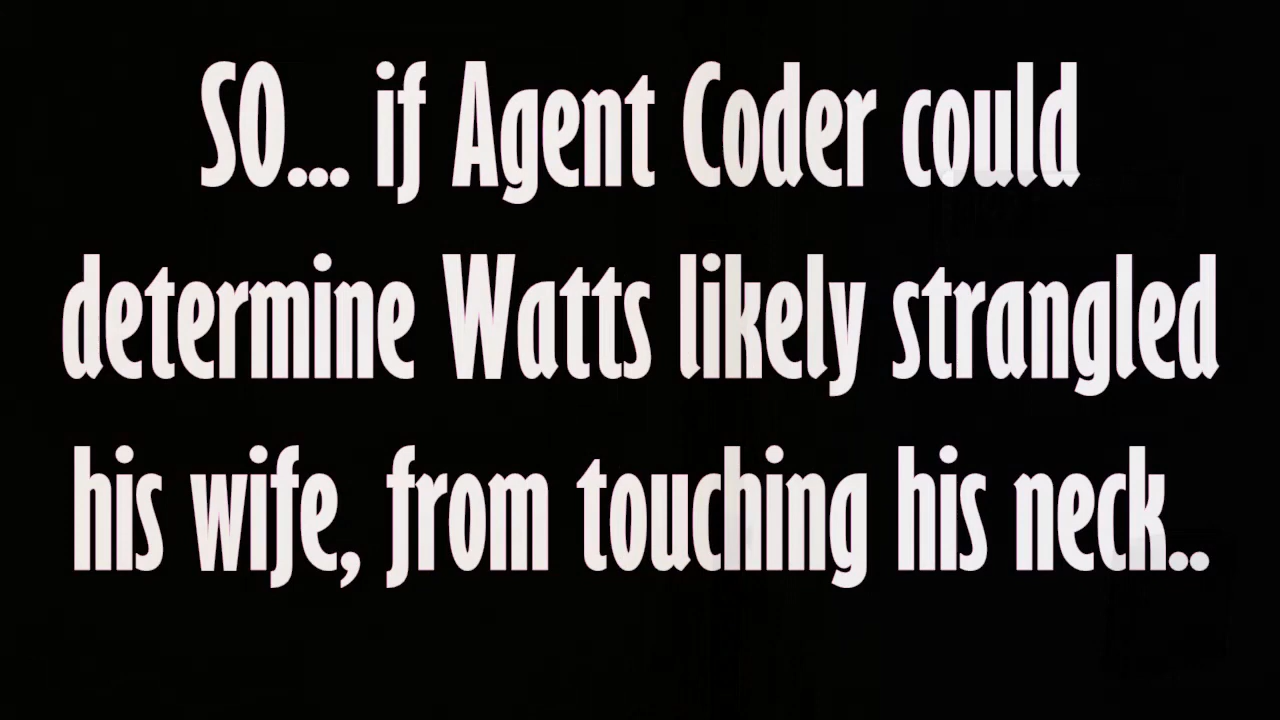 SO... if Agent Coder could
determine Watts likely strangled
his wife, from touching his neck..